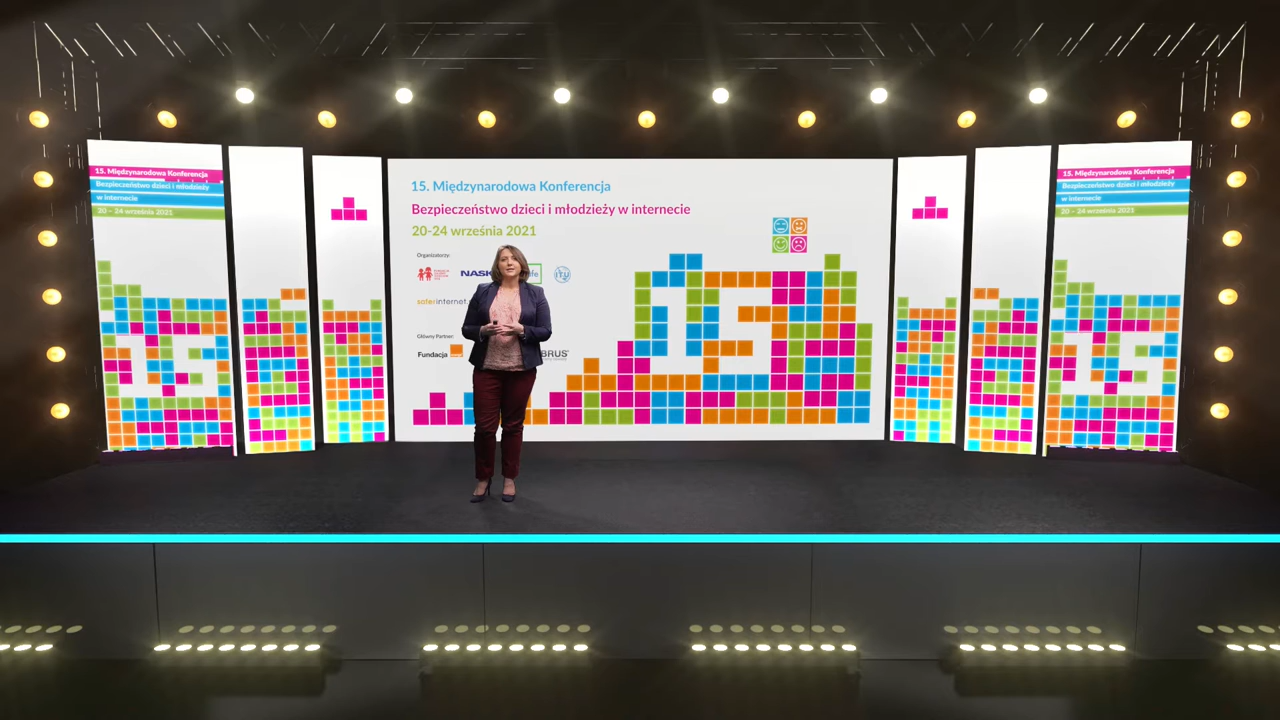 15. Międzynarodowa Konferencja
Bezpieczeństwo dzieci i młodzieży
w internecie
20 – 24 września 2021
15. Międzynarodowa Konferencja
Bezpieczeństwo dzieci i młodzieży w internecie
20-24 września 2021
Organizatorzy:
NASK
ITU
saferinternet.
Główny Partner:
Fundacja
BRUS
15
15. Międzynarodowa Konferencja
Bezpieczeństwo dzieci i młodzieży
w internecie
20 – 24 września 2021